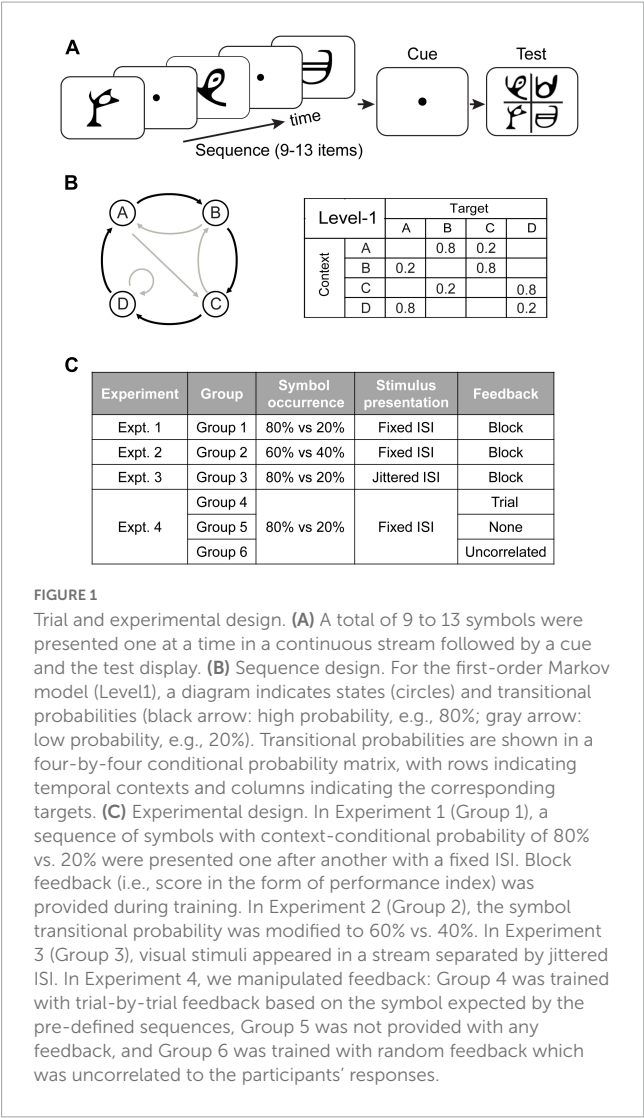 A
Cue
Test
time
Sequence (9-13 items)
B
A
B
D
C
Level-1
Target
A B C D
Context
A 0.8 0.2
B 0.2 0.8
C 0.2 0.8
D 0.8 0.2
C
Experiment Group Symbol occurrence Stimulus presentation Feedback
Expt. 1 Group 1 80% vs 20% Fixed ISI Block
Expt. 2 Group 2 60% vs 40% Fixed ISI Block
Expt. 3 Group 3 80% vs 20% Jittered ISI Block
Expt. 4 Group 4 80% vs 20% Fixed ISI Trial
Group 5 None
Group 6 Uncorrelated
FIGURE 1
Trial and experimental design. (A) A total of 9 to 13 symbols were
presented one at a time in a continuous stream followed by a cue
and the test display. (B) Sequence design. For the first-order Markov
model (Level1), a diagram indicates states (circles) and transitional
probabilities (black arrow: high probability, e.g., 80%; gray arrow:
low probability, e.g., 20%). Transitional probabilities are shown in a
four-by-four conditional probability matrix, with rows indicating
temporal contexts and columns indicating the corresponding
targets. (C) Experimental design. In Experiment 1 (Group 1), a
sequence of symbols with context-conditional probability of 80%
vs. 20% were presented one after another with a fixed ISI. Block
feedback (i.e., score in the form of performance index) was
provided during training. In Experiment 2 (Group 2), the symbol
transitional probability was modified to 60% vs. 40%. In Experiment
3 (Group 3), visual stimuli appeared in a stream separated by jittered
ISI. In Experiment 4, we manipulated feedback: Group 4 was trained
with trial-by-trial feedback based on the symbol expected by the
pre-defined sequences, Group 5 was not provided with any
feedback, and Group 6 was trained with random feedback which
was uncorrelated to the participants' responses.